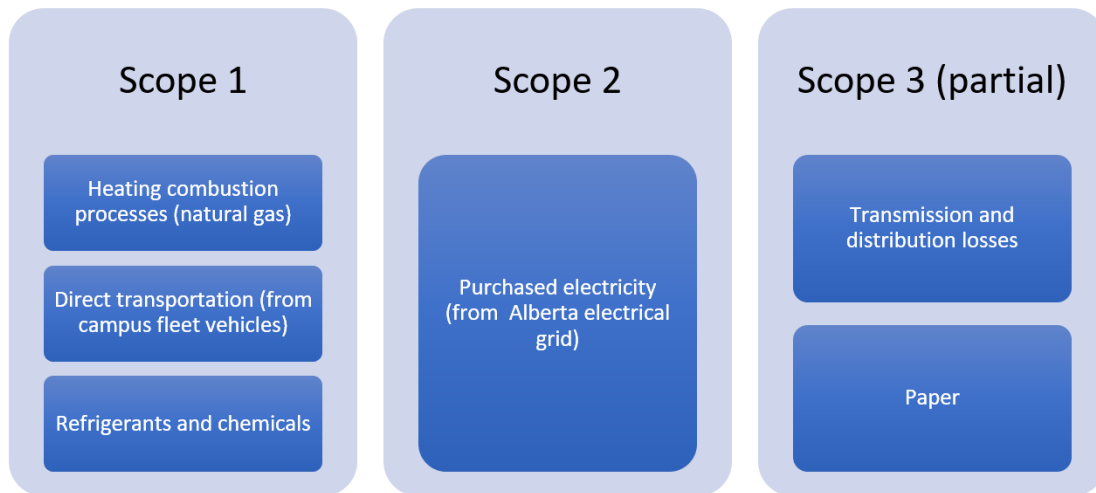 Scope 1
Heating combustion
processes (natural gas)
Direct transportation (from
campus fleet vehicles)
Refrigerants and chemicals
Scope 2
Purchased electricity
(from  Alberta electrical
grid)
Scope 3 (partial)
Transmission and
distribution losses
Paper